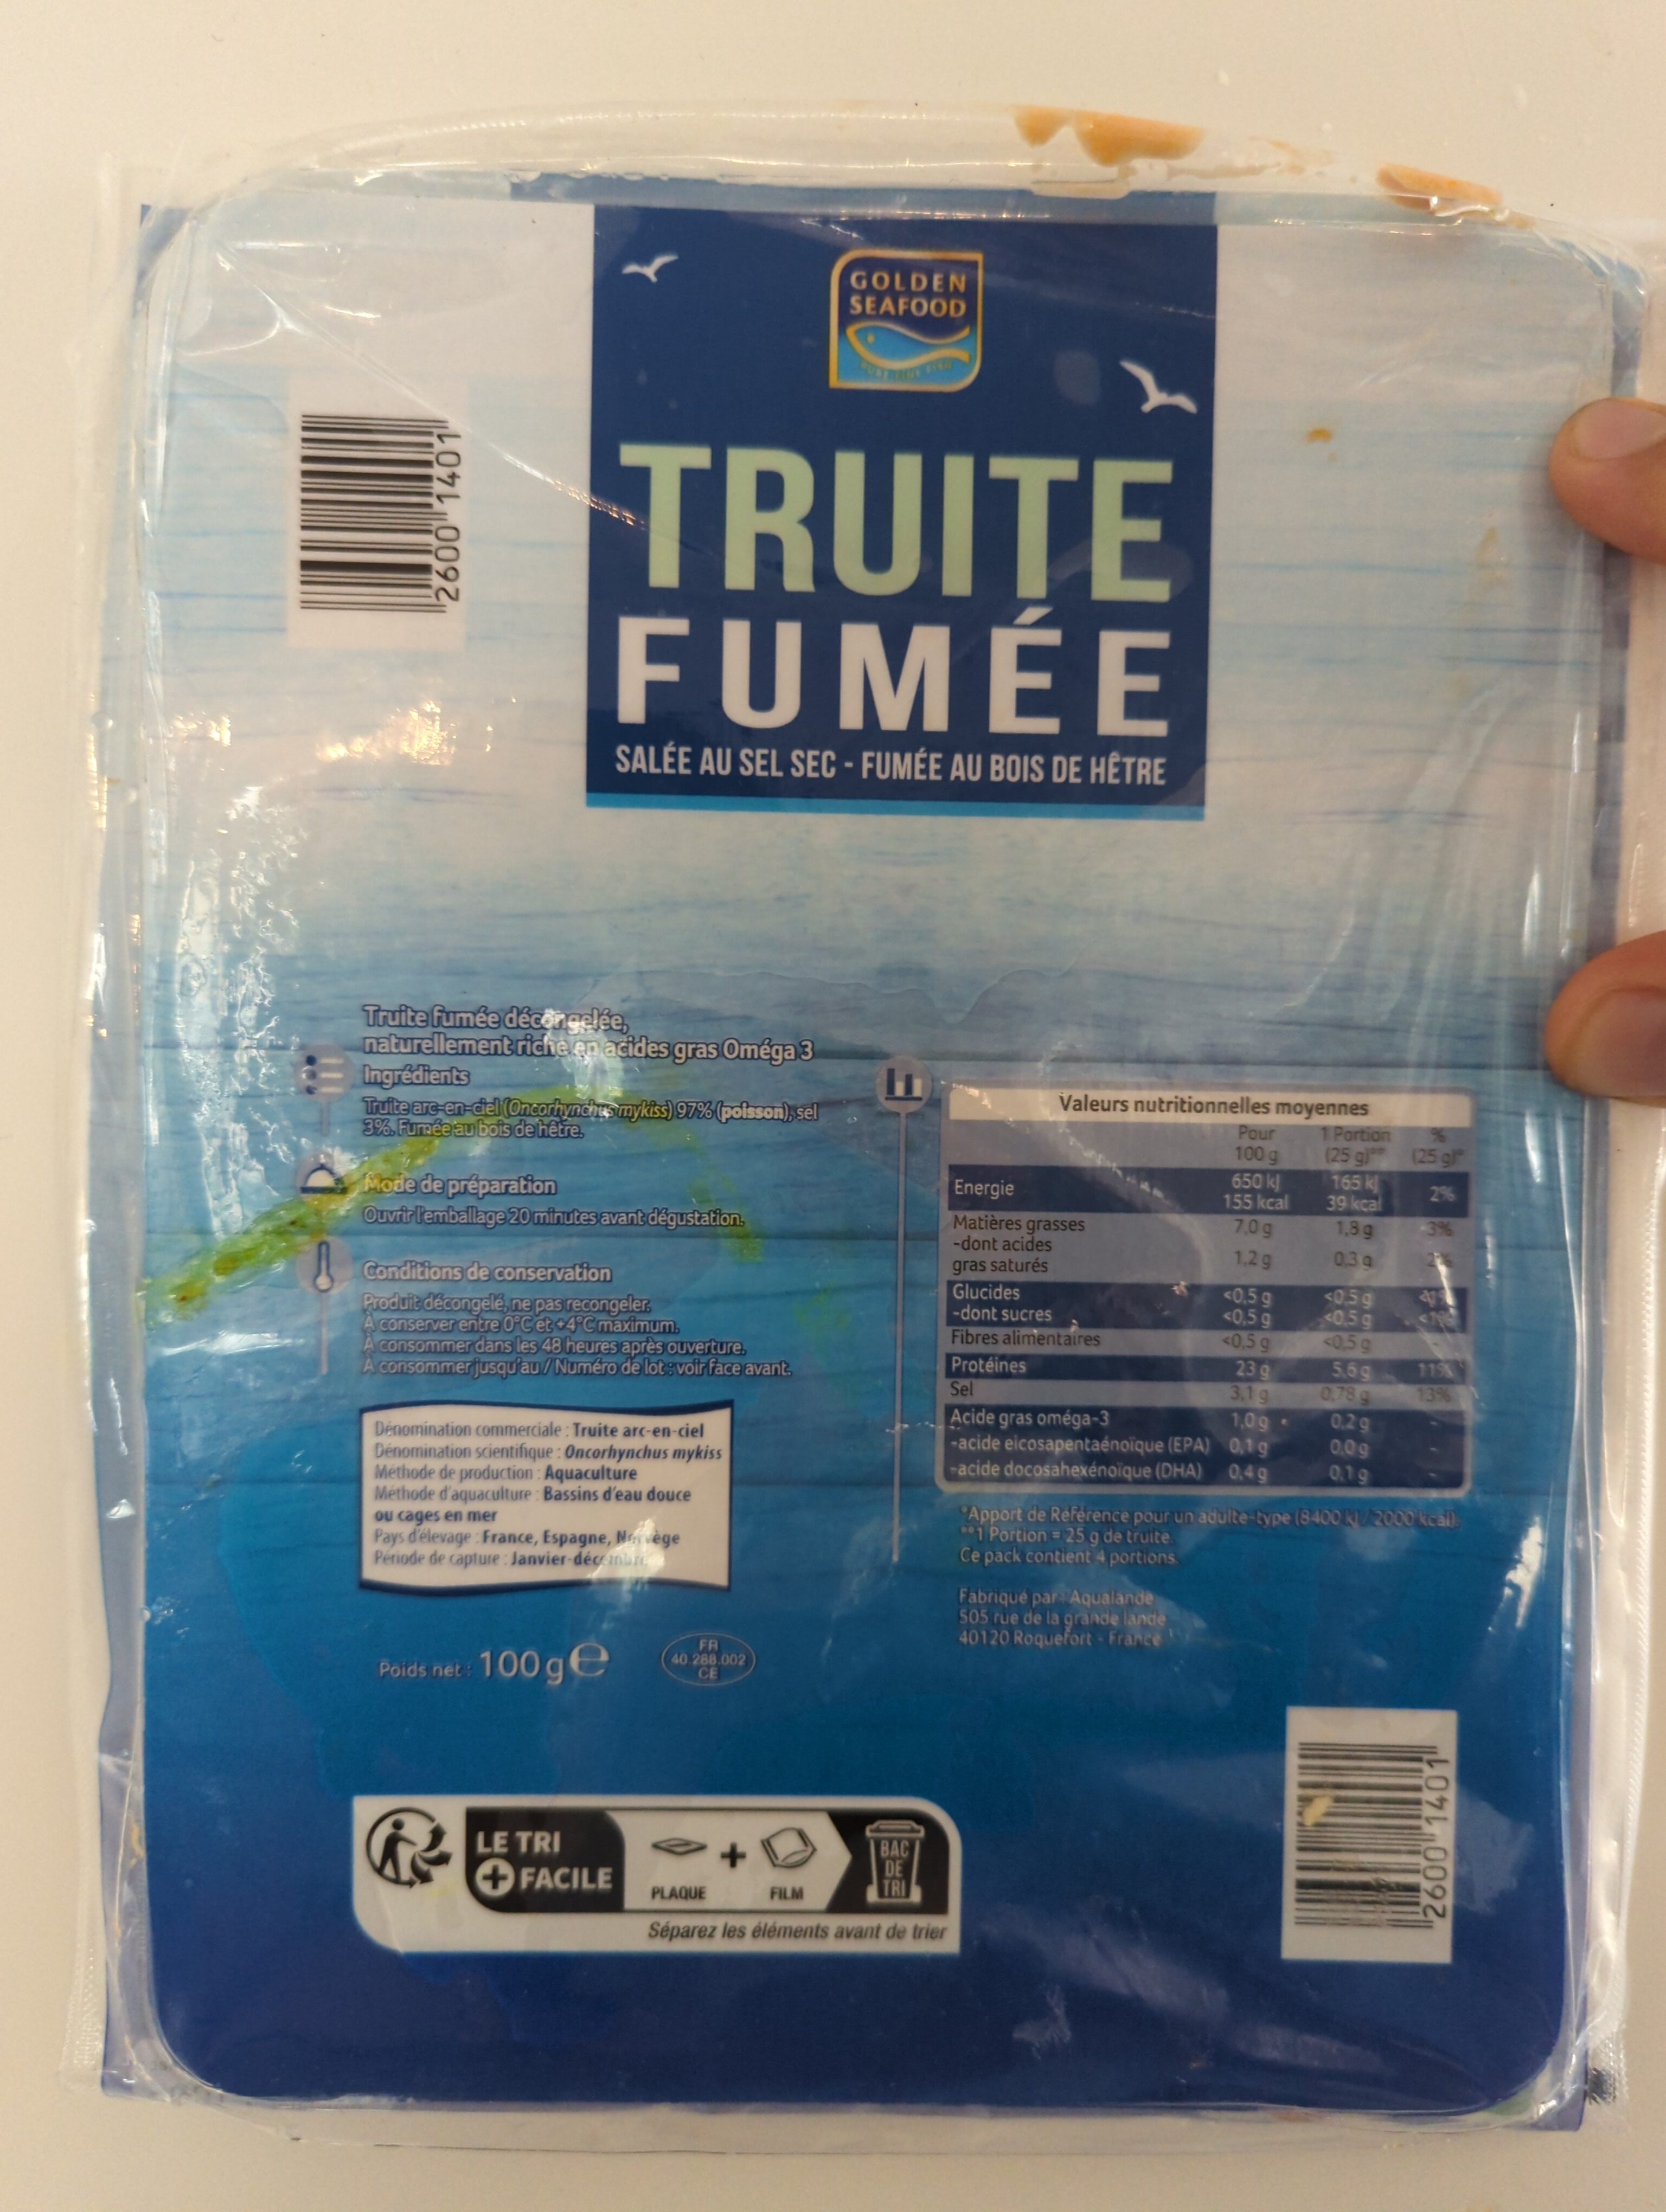 GOLDEN
SEAFOOD
2600 1401
TRUITE
FUMÉE
SALÉE AU SEL SEC - FUMÉE AU BOIS DE HÊTRE
Truite fumée décongelée,
naturellement riche en acides gras Oméga 3
Ingrédients
Truite arc-en-ciel (Oncorhynchus mykiss) 97% (poisson), sel
3%. Fumée au bois de hêtre.
Mode de préparation
Ouvrir l'emballage 20 minutes avant dégustation.
Conditions de conservation
Produit décongelé, ne pas recongeler.
À conserver entre 0°C et +4°C maximum.
À consommer dans les 48 heures après ouverture.
À consommer jusqu'au / Numéro de lot : voir face avant.
Dénomination commerciale : Truite arc-en-ciel
Dénomination scientifique : Oncorhynchus mykiss
Méthode de production : Aquaculture
Méthode d'aquaculture : Bassins d'eau douce
ou cages en mer
Pays d'élevage : France, Espagne, Norvège
Période de capture : Janvier-décembre
Poids net : 100 g e
FR
40.288.002
CE
Valeurs nutritionnelles moyennes
Pour 100 g 1 Portion (25 g)** % (25 g)*
Energie 650 kJ 165 kJ 2%
155 kcal 39 kcal
Matières grasses 7,0 g 1,8 g 3%
-dont acides
gras saturés 1,2 g 0,3 g 2%
Glucides <0,5 g <0,5 g <1%
-dont sucres <0,5 g <0,5 g <1%
Fibres alimentaires <0,5 g <0,5 g -
Protéines 23 g 5,6 g 11%
Sel 3,1 g 0,78 g 13%
Acide gras oméga-3 1,0 g 0,2 g -
-acide eicosapentaénoïque (EPA) 0,1 g 0,0 g -
-acide docosahexénoïque (DHA) 0,4 g 0,1 g -
*Apport de Référence pour un adulte-type (8400 kJ / 2000 kcal).
**1 Portion = 25 g de truite.
Ce pack contient 4 portions.
Fabriqué par : Aqualande
505 rue de la grande lande
40120 Roquefort - France
LE TRI
+ FACILE
PLAQUE + FILM
BAC
DE
TRI
Séparez les éléments avant de trier
2600 1401